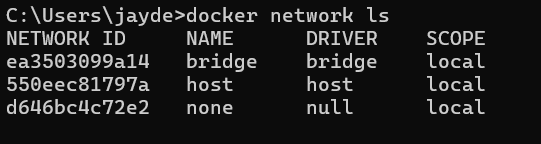 C:\Users\jayde>docker network ls
NETWORK ID     NAME      DRIVER    SCOPE
ea3503099a14   bridge    bridge    local
550eec81797a   host      host      local
d646bc4c72e2   none      null      local